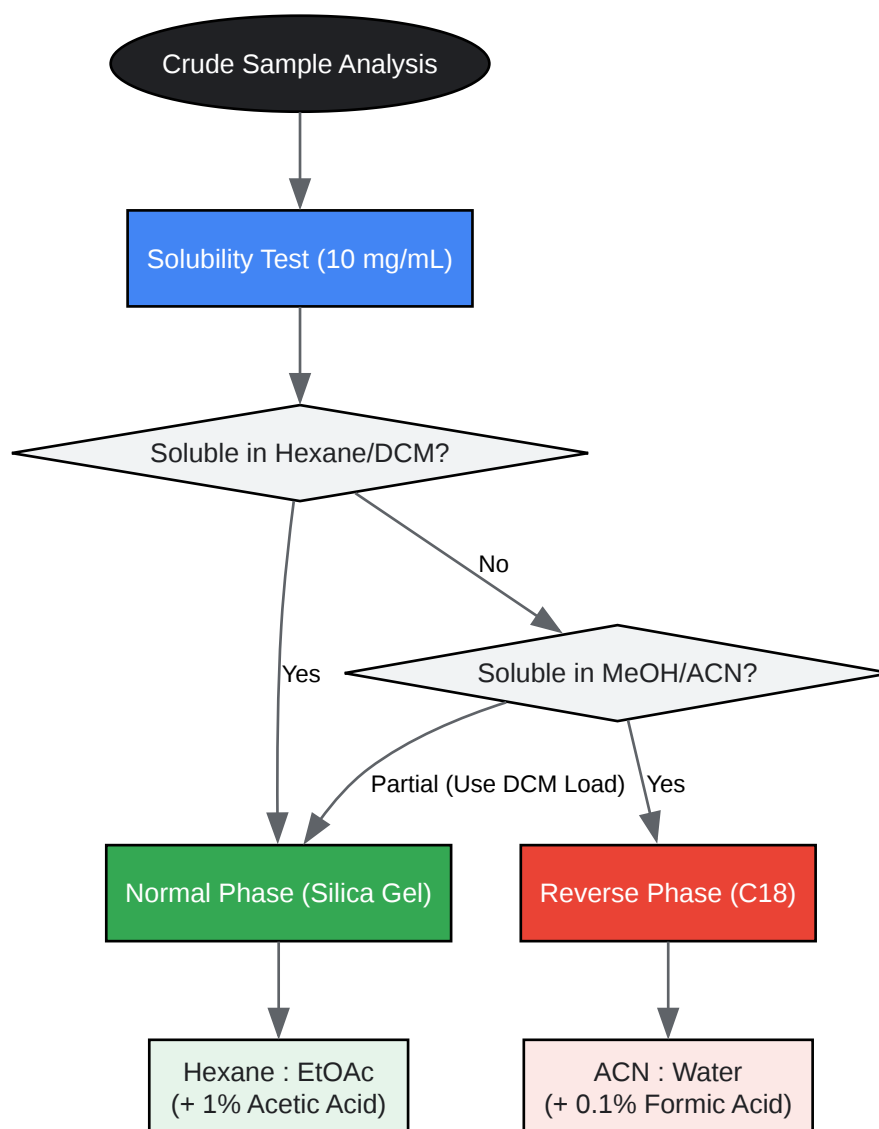 Crude Sample Analysis
Solubility Test (10 mg/mL)
Soluble in Hexane/DCM?
No
Yes
Soluble in MeOH/ACN?
Partial (Use DCM Load)
Yes
Normal Phase (Silica Gel)
Reverse Phase (C18)
Hexane : EtOAc
(+ 1% Acetic Acid)
ACN : Water
(+ 0.1% Formic Acid)